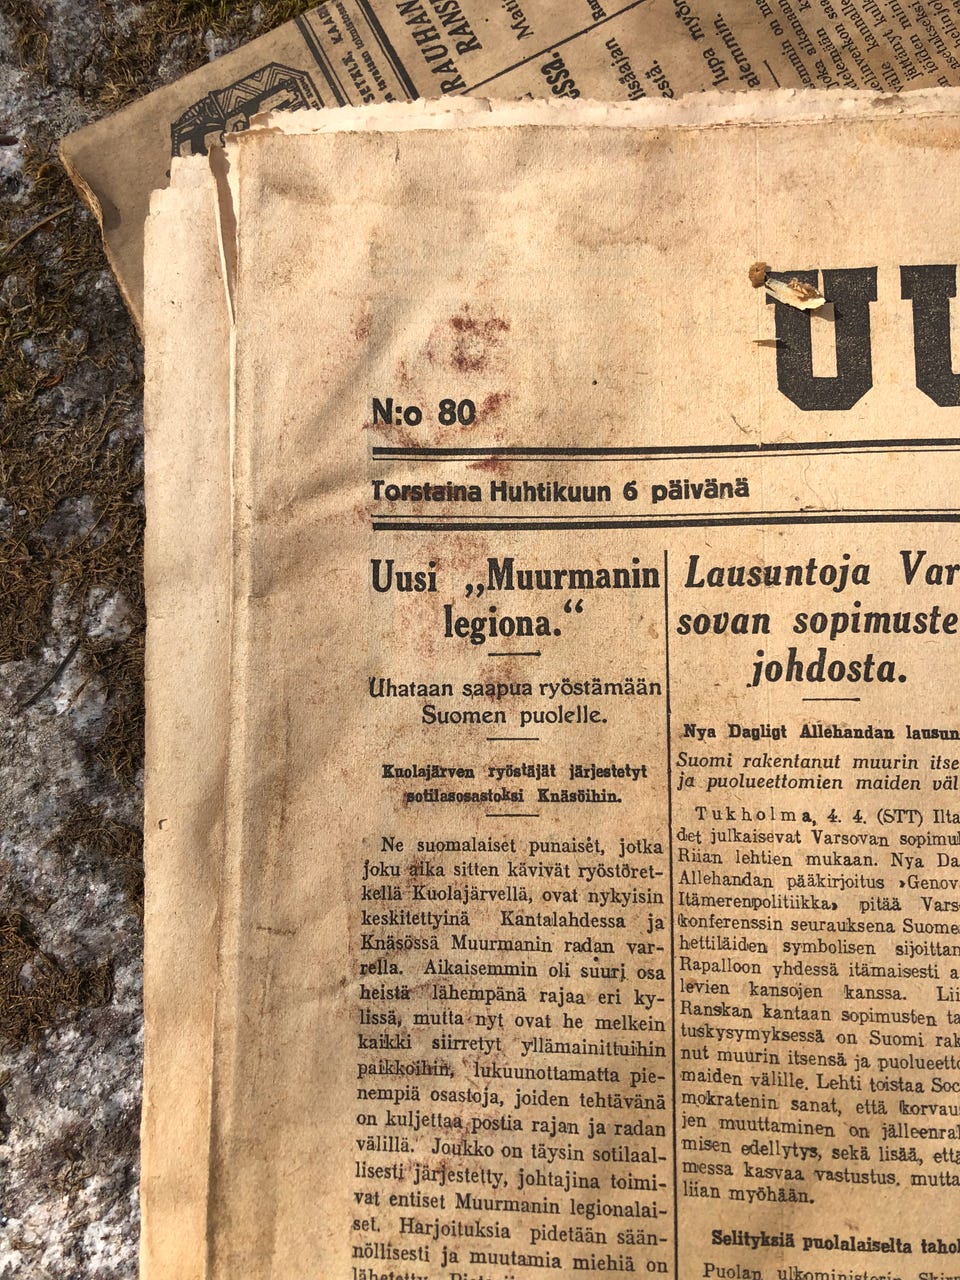 RAUHAN
RANSK
N:o 80
UU
Torstaina Huhtikuun 6 päivänä
Uusi „Muurmanin
legiona.“
Uhataan saapua ryöstämään
Suomen puolelle.
Kuolajärven ryöstäjät järjestetyt
sotilasosastoksi Knäsöihin.
Ne suomalaiset punaiset, jotka
joku aika sitten kävivät ryöstöret-
kellä Kuolajärvellä, ovat nykyisin
keskitettyinä Kantalahdessa ja
Knäsössä Muurmanin radan var-
rella. Aikaisemmin oli suuri osa
heistä lähempänä rajaa eri ky-
lissä, mutta nyt ovat he melkein
kaikki siirretyt yllämainittuihin
paikkoihin, lukuunottamatta pie-
nempiä osastoja, joiden tehtävänä
on kuljettaa postia rajan ja radan
välillä. Joukko on täysin sotilaal-
lisesti järjestetty, johtajina toimi-
vat entiset Muurmanin legionalai-
set. Harjoituksia pidetään sään-
nöllisesti ja muutamia miehiä on
lähetetty
Lausuntoja Var
sovan sopimuste
johdosta.
Nya Dagligt Allehandan lausun
Suomi rakentanut muurin itse
ja puolueettomien maiden väl
Tukholma, 4. 4. (STT) Ilta
det julkaisevat Varsovan sopimuk
Riian lehtien mukaan. Nya Da
Allehandan pääkirjoitus »Genova
Itämerenpolitiikka» pitää Vars
konferenssin seurauksena Suome
hettiläiden symbolisen sijoittan
Rapalloon yhdessä itämaisesti a
levien kansojen kanssa. Lii
Ranskan kantaan sopimusten ta
tuskysymyksessä on Suomi rak
nut muurin itsensä ja puolueetto
maiden välille. Lehti toistaa Soc
mokratenin sanat, että korvau
jen muuttaminen on jälleenral
misen edellytys, sekä lisää, että
messa kasvaa vastustus, mutta
liian myöhään.
Selityksiä puolalaiselta tahol
Puolan ulkoministeri